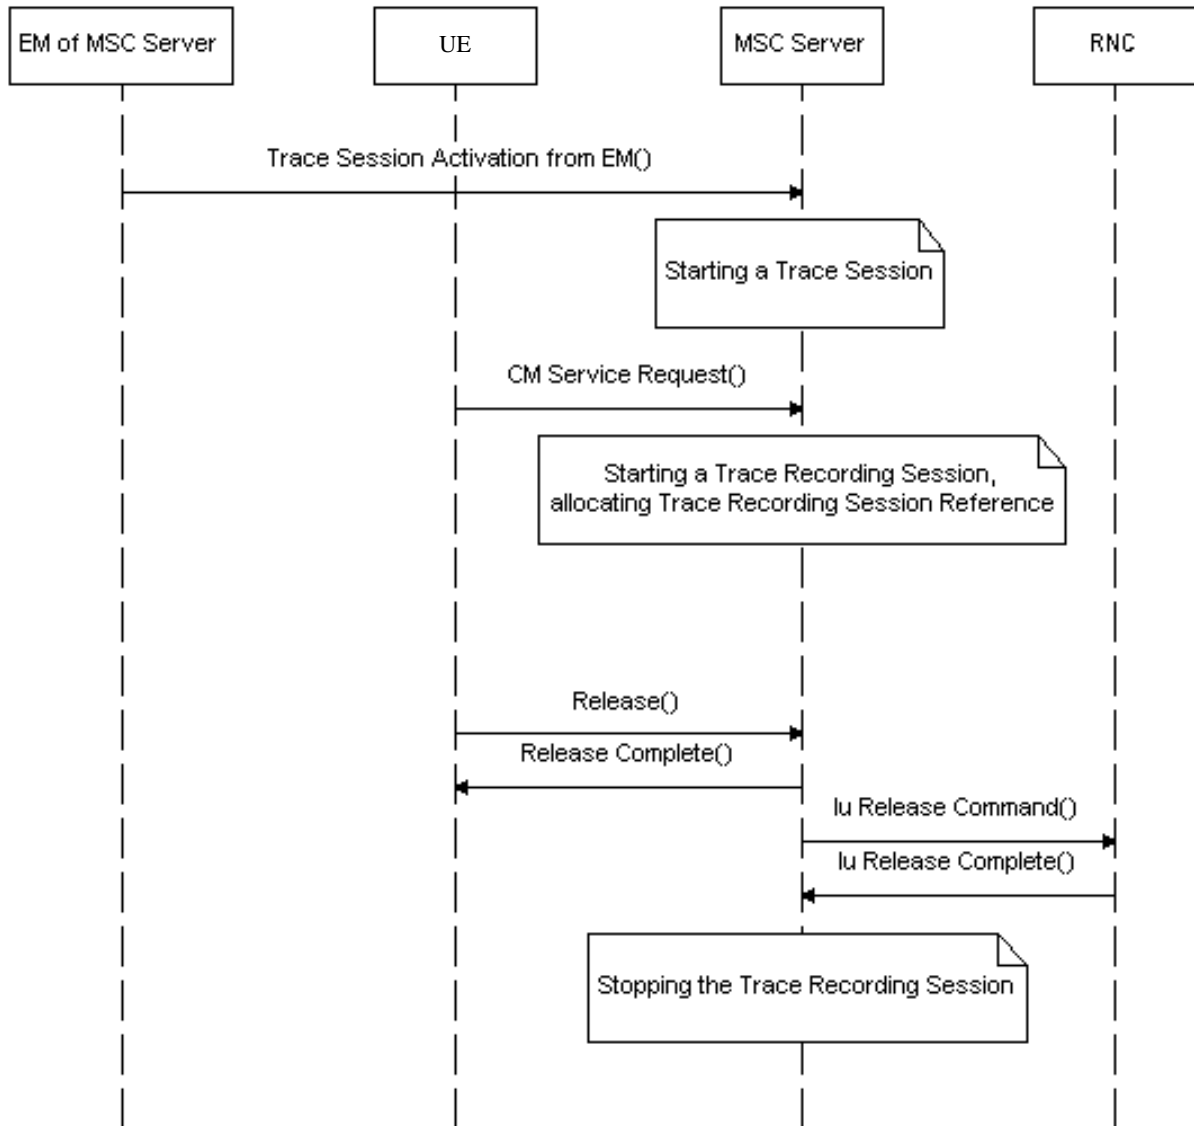 EM of MSC Server
UE
MSC Server
RNC
Trace Session Activation from EM()
Starting a Trace Session
CM Service Request()
Starting a Trace Recording Session,
allocating Trace Recording Session Reference
Release()
Release Complete()
Iu Release Command()
Iu Release Complete()
Stopping the Trace Recording Session